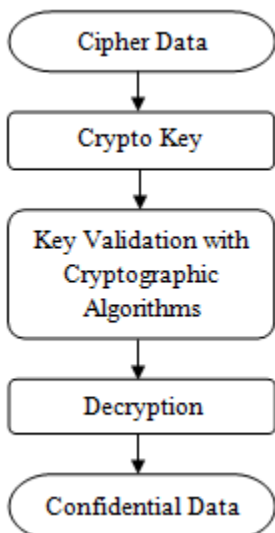 Cipher Data
Crypto Key
Key Validation with
Cryptographic
Algorithms
Decryption
Confidential Data